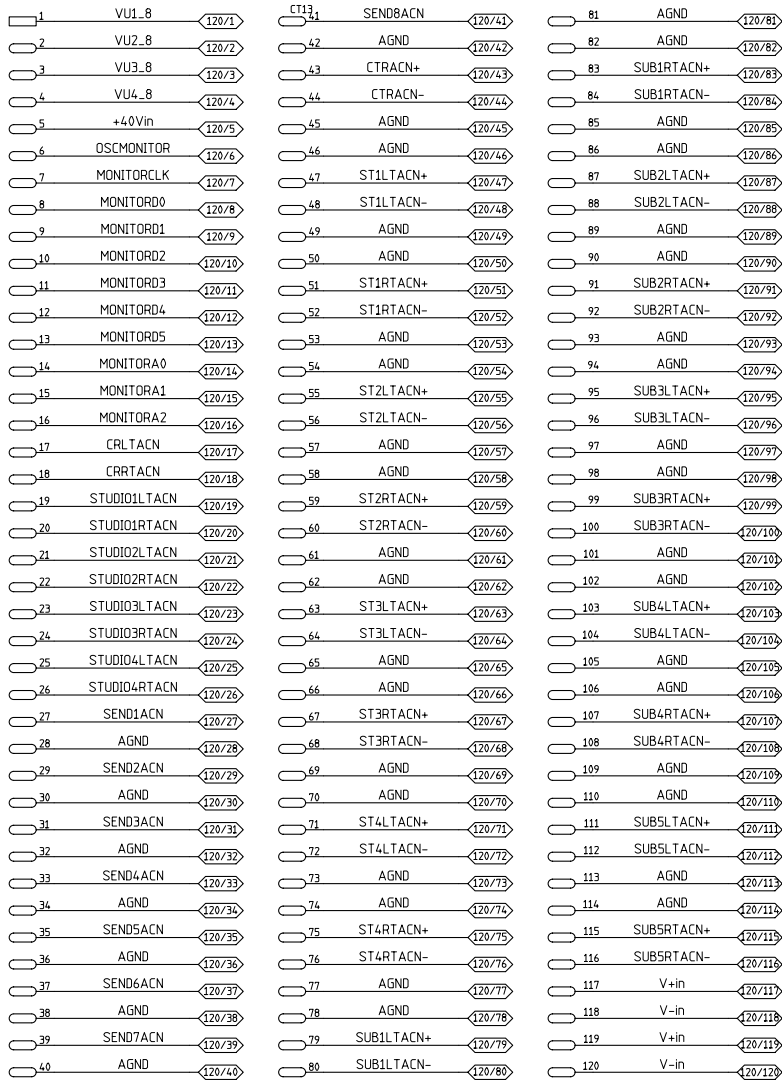 1 VU1_8 120/1
2 VU2_8 120/2
3 VU3_8 120/3
4 VU4_8 120/4
5 +40Vin 120/5
6 OSCMONITOR 120/6
7 MONITORCLK 120/7
8 MONITORD0 120/8
9 MONITORD1 120/9
10 MONITORD2 120/10
11 MONITORD3 120/11
12 MONITORD4 120/12
13 MONITORD5 120/13
14 MONITORA0 120/14
15 MONITORA1 120/15
16 MONITORA2 120/16
17 CRLTACN 120/17
18 CRRTACN 120/18
19 STUDIO1LTACN 120/19
20 STUDIO1RTACN 120/20
21 STUDIO2LTACN 120/21
22 STUDIO2RTACN 120/22
23 STUDIO3LTACN 120/23
24 STUDIO3RTACN 120/24
25 STUDIO4LTACN 120/25
26 STUDIO4RTACN 120/26
27 SEND1ACN 120/27
28 AGND 120/28
29 SEND2ACN 120/29
30 AGND 120/30
31 SEND3ACN 120/31
32 AGND 120/32
33 SEND4ACN 120/33
34 AGND 120/34
35 SEND5ACN 120/35
36 AGND 120/36
37 SEND6ACN 120/37
38 AGND 120/38
39 SEND7ACN 120/39
40 AGND 120/40
CT13
41 SEND8ACN 120/41
42 AGND 120/42
43 CTRACN+ 120/43
44 CTRACN- 120/44
45 AGND 120/45
46 AGND 120/46
47 ST1LTACN+ 120/47
48 ST1LTACN- 120/48
49 AGND 120/49
50 AGND 120/50
51 ST1RTACN+ 120/51
52 ST1RTACN- 120/52
53 AGND 120/53
54 AGND 120/54
55 ST2LTACN+ 120/55
56 ST2LTACN- 120/56
57 AGND 120/57
58 AGND 120/58
59 ST2RTACN+ 120/59
60 ST2RTACN- 120/60
61 AGND 120/61
62 AGND 120/62
63 ST3LTACN+ 120/63
64 ST3LTACN- 120/64
65 AGND 120/65
66 AGND 120/66
67 ST3RTACN+ 120/67
68 ST3RTACN- 120/68
69 AGND 120/69
70 AGND 120/70
71 ST4LTACN+ 120/71
72 ST4LTACN- 120/72
73 AGND 120/73
74 AGND 120/74
75 ST4RTACN+ 120/75
76 ST4RTACN- 120/76
77 AGND 120/77
78 AGND 120/78
79 SUB1LTACN+ 120/79
80 SUB1LTACN- 120/80
81 AGND 120/81
82 AGND 120/82
83 SUB1RTACN+ 120/83
84 SUB1RTACN- 120/84
85 AGND 120/85
86 AGND 120/86
87 SUB2LTACN+ 120/87
88 SUB2LTACN- 120/88
89 AGND 120/89
90 AGND 120/90
91 SUB2RTACN+ 120/91
92 SUB2RTACN- 120/92
93 AGND 120/93
94 AGND 120/94
95 SUB3LTACN+ 120/95
96 SUB3LTACN- 120/96
97 AGND 120/97
98 AGND 120/98
99 SUB3RTACN+ 120/99
100 SUB3RTACN- 120/100
101 AGND 120/101
102 AGND 120/102
103 SUB4LTACN+ 120/103
104 SUB4LTACN- 120/104
105 AGND 120/105
106 AGND 120/106
107 SUB4RTACN+ 120/107
108 SUB4RTACN- 120/108
109 AGND 120/109
110 AGND 120/110
111 SUB5LTACN+ 120/111
112 SUB5LTACN- 120/112
113 AGND 120/113
114 AGND 120/114
115 SUB5RTACN+ 120/115
116 SUB5RTACN- 120/116
117 V+in 120/117
118 V-in 120/118
119 V+in 120/119
120 V-in 120/120